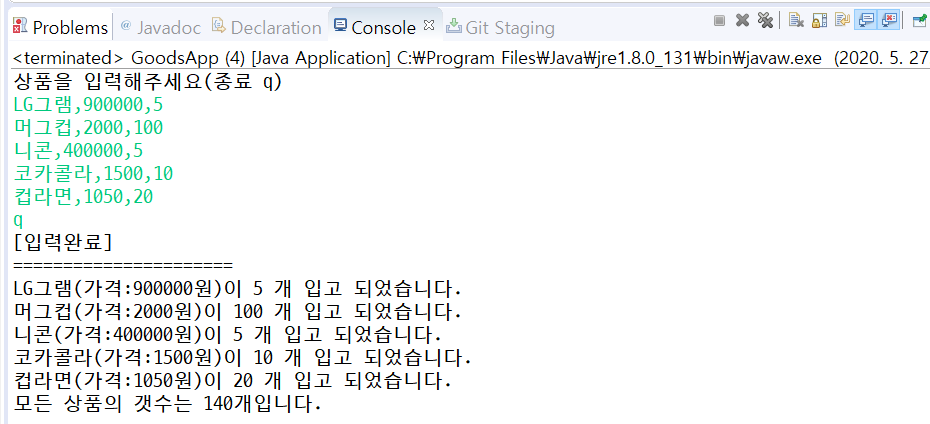 Problems @ Javadoc Declaration Console Git Staging
<terminated> GoodsApp (4) [Java Application] C:₩Program Files₩Java₩jre1.8.0_131₩bin₩javaw.exe (2020. 5. 27
상품을 입력해주세요(종료 q)
LG그램,900000,5
머그컵,2000,100
니콘,400000,5
코카콜라,1500,10
컵라면,1050,20
q
[입력완료]
======================
LG그램(가격:900000원)이 5 개 입고 되었습니다.
머그컵(가격:2000원)이 100 개 입고 되었습니다.
니콘(가격:400000원)이 5 개 입고 되었습니다.
코카콜라(가격:1500원)이 10 개 입고 되었습니다.
컵라면(가격:1050원)이 20 개 입고 되었습니다.
모든 상품의 갯수는 140개입니다.